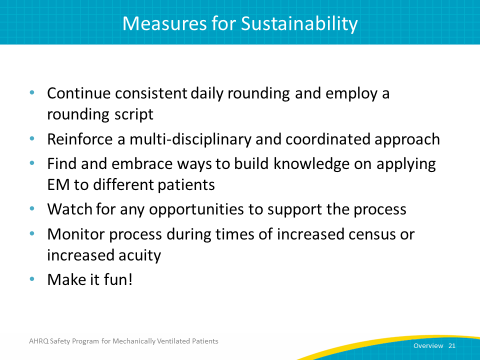 Measures for Sustainability
• Continue consistent daily rounding and employ a
rounding script
• Reinforce a multi-disciplinary and coordinated approach
• Find and embrace ways to build knowledge on applying
EM to different patients
• Watch for any opportunities to support the process
• Monitor process during times of increased census or
increased acuity
• Make it fun!
AHRQ Safety Program for Mechanically Ventilated Patients
Overview 21